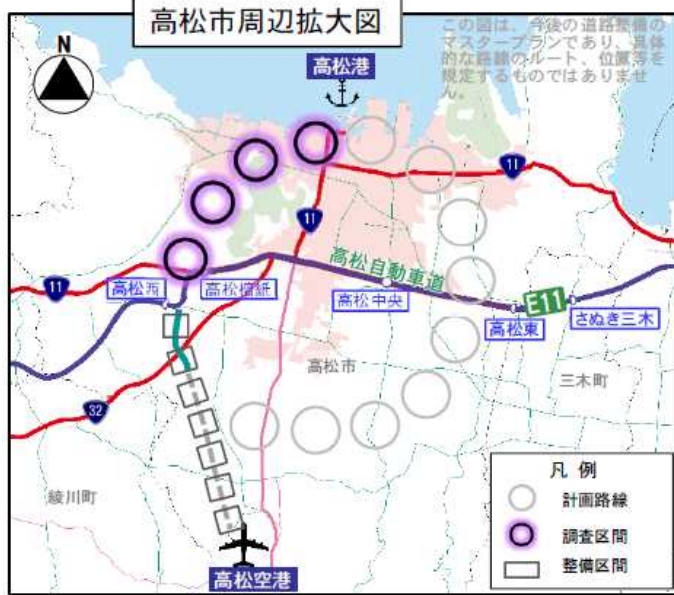 高松市周辺拡大図
この図は、今後の道路整備の
マスタープランであり、具体
的な路線のルート、位置等を
規定するものではありませ
ん。
N
高松港
11
11
高松自動車道
11
高松西
高松檀紙
高松中央
E11
高松東
さぬき三木
高松市
三木町
32
綾川町
高松空港
凡例
計画路線
調査区間
整備区間